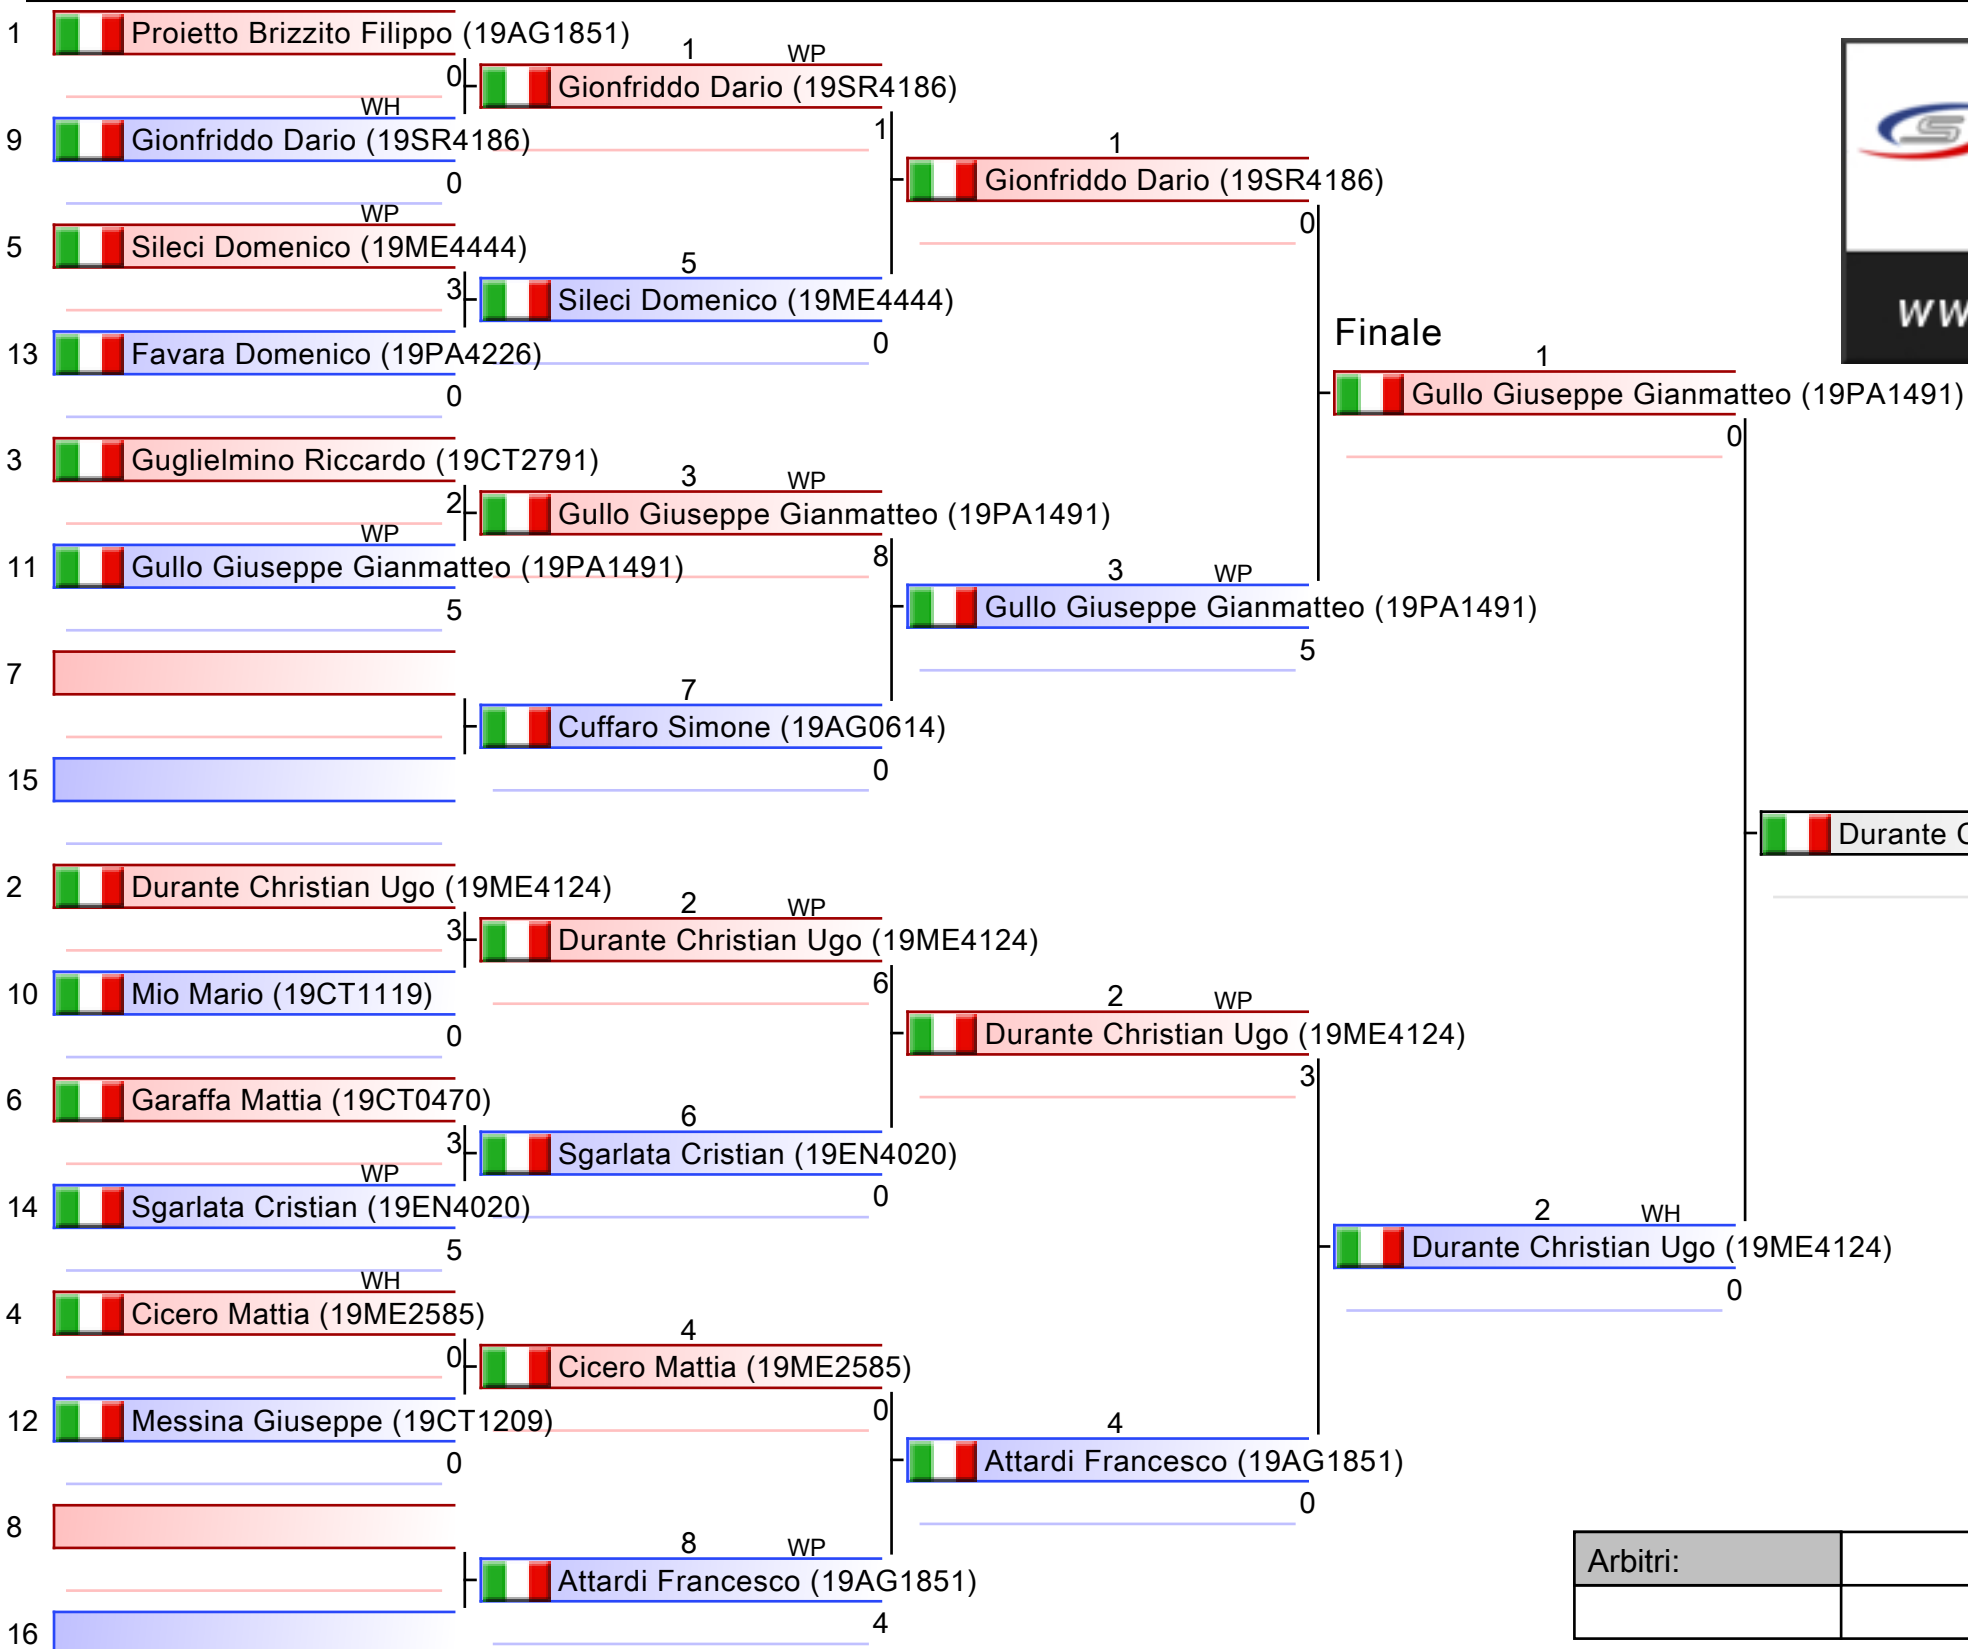 1 Proietto Brizzito Filippo (19AG1851)
0
WH
9 Gionfriddo Dario (19SR4186)
0
WP
5 Sileci Domenico (19ME4444)
3
13 Favara Domenico (19PA4226)
0
3 Guglielmino Riccardo (19CT2791)
2
WP
11 Gullo Giuseppe Gianmatteo (19PA1491)
5
7
15
2 Durante Christian Ugo (19ME4124)
3
10 Mio Mario (19CT1119)
0
6 Garaffa Mattia (19CT0470)
3
WP
14 Sgarlata Cristian (19EN4020)
5
WH
4 Cicero Mattia (19ME2585)
0
12 Messina Giuseppe (19CT1209)
0
8
16
1 WP
Gionfriddo Dario (19SR4186)
1
5
Sileci Domenico (19ME4444)
0
3 WP
Gullo Giuseppe Gianmatteo (19PA1491)
8
7
Cuffaro Simone (19AG0614)
0
2 WP
Durante Christian Ugo (19ME4124)
6
6
Sgarlata Cristian (19EN4020)
0
4
Cicero Mattia (19ME2585)
0
8 WP
Attardi Francesco (19AG1851)
4
1
Gionfriddo Dario (19SR4186)
0
3 WP
Gullo Giuseppe Gianmatteo (19PA1491)
5
2 WP
Durante Christian Ugo (19ME4124)
3
4
Attardi Francesco (19AG1851)
0
Finale
1
Gullo Giuseppe Gianmatteo (19PA1491)
0
2 WH
Durante Christian Ugo (19ME4124)
0
Durante
S
Arbitri: